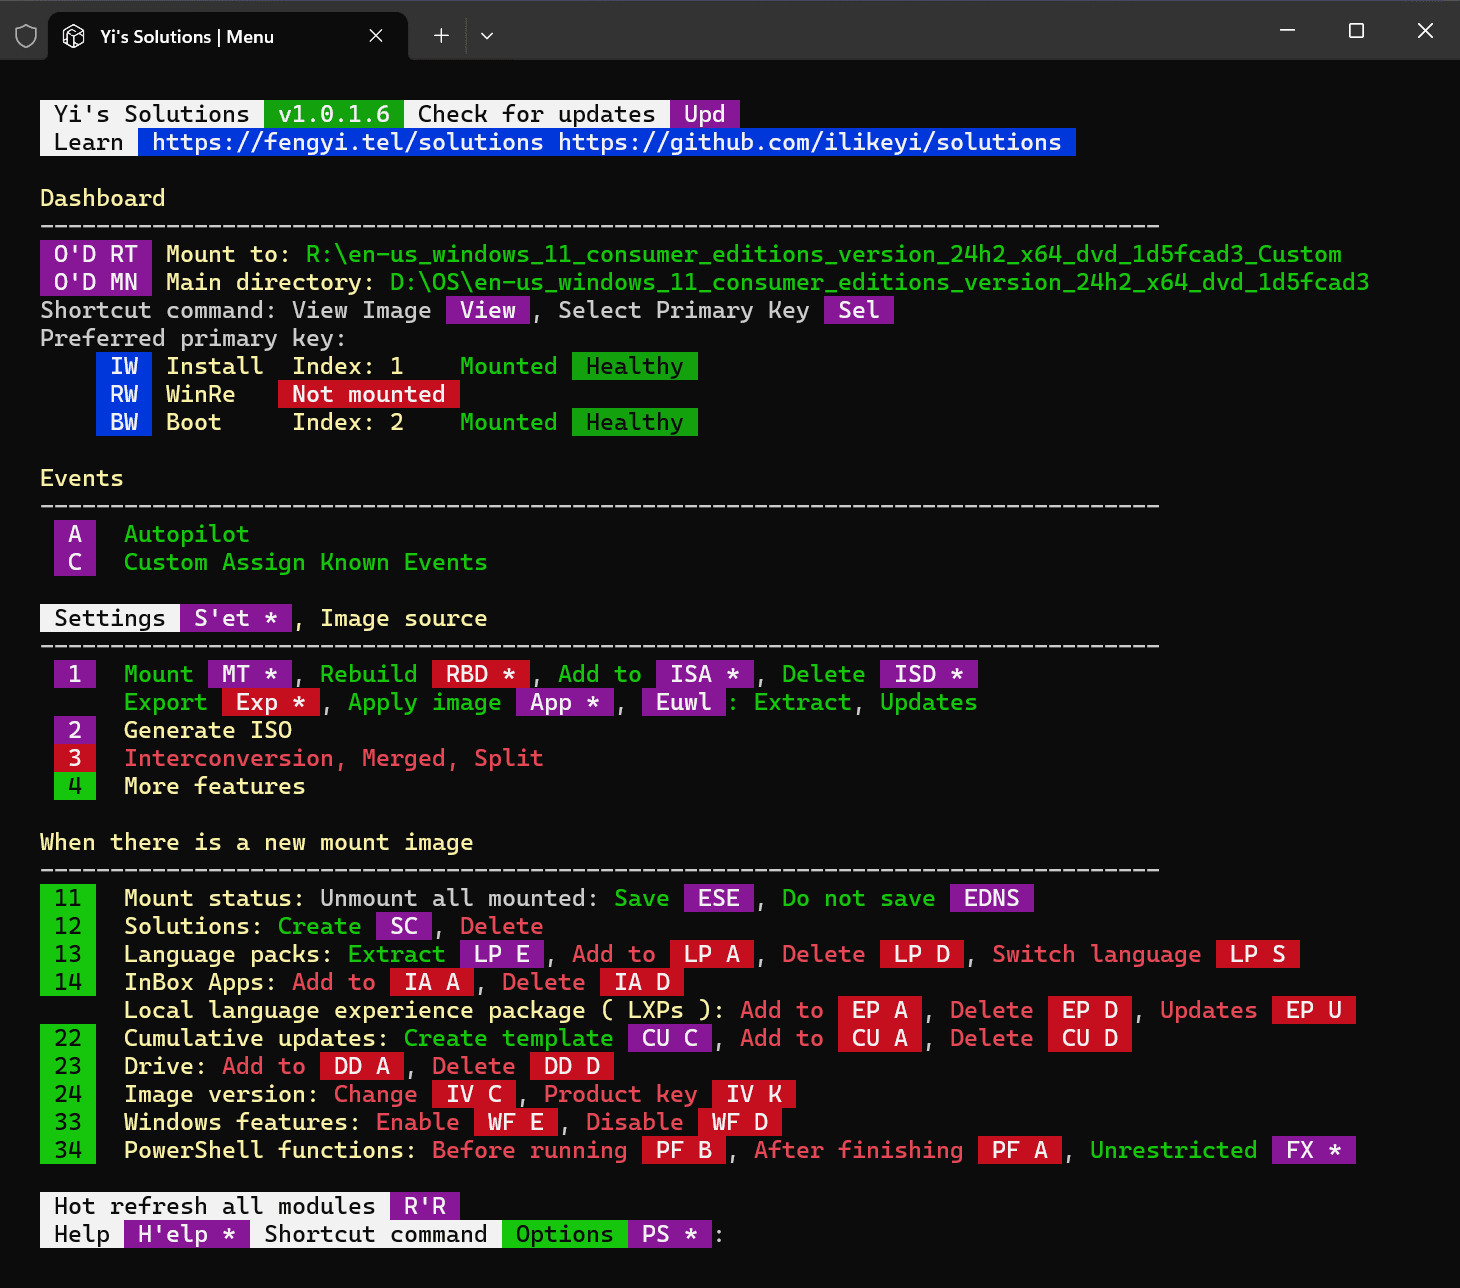 Yi's Solutions | Menu
Yi's Solutions v1.0.1.6 Check for updates Upd
Learn https://fengyi.tel/solutions https://github.com/ilikeyi/solutions
Dashboard
--------------------------------------------------------------------------------
O'D RT Mount to: R:\en-us_windows_11_consumer_editions_version_24h2_x64_dvd_1d5fcad3_Custom
O'D MN Main directory: D:\OS\en-us_windows_11_consumer_editions_version_24h2_x64_dvd_1d5fcad3
Shortcut command: View Image View , Select Primary Key Sel
Preferred primary key:
IW Install Index: 1 Mounted Healthy
RW WinRe Not mounted
BW Boot Index: 2 Mounted Healthy
Events
--------------------------------------------------------------------------------
A Autopilot
C Custom Assign Known Events
Settings S'et * , Image source
--------------------------------------------------------------------------------
1 Mount MT * , Rebuild RBD * , Add to ISA * , Delete ISD *
Export Exp * , Apply image App * , Euwl : Extract, Updates
2 Generate ISO
3 Interconversion, Merged, Split
4 More features
When there is a new mount image
--------------------------------------------------------------------------------
11 Mount status: Unmount all mounted: Save ESE , Do not save EDNS
12 Solutions: Create SC , Delete
13 Language packs: Extract LP E , Add to LP A , Delete LP D , Switch language LP S
14 InBox Apps: Add to IA A , Delete IA D
Local language experience package ( LXPs ): Add to EP A , Delete EP D , Updates EP U
22 Cumulative updates: Create template CU C , Add to CU A , Delete CU D
23 Drive: Add to DD A , Delete DD D
24 Image version: Change IV C , Product key IV K
33 Windows features: Enable WF E , Disable WF D
34 PowerShell functions: Before running PF B , After finishing PF A , Unrestricted FX *
Hot refresh all modules R'R
Help H'elp * Shortcut command Options PS * :